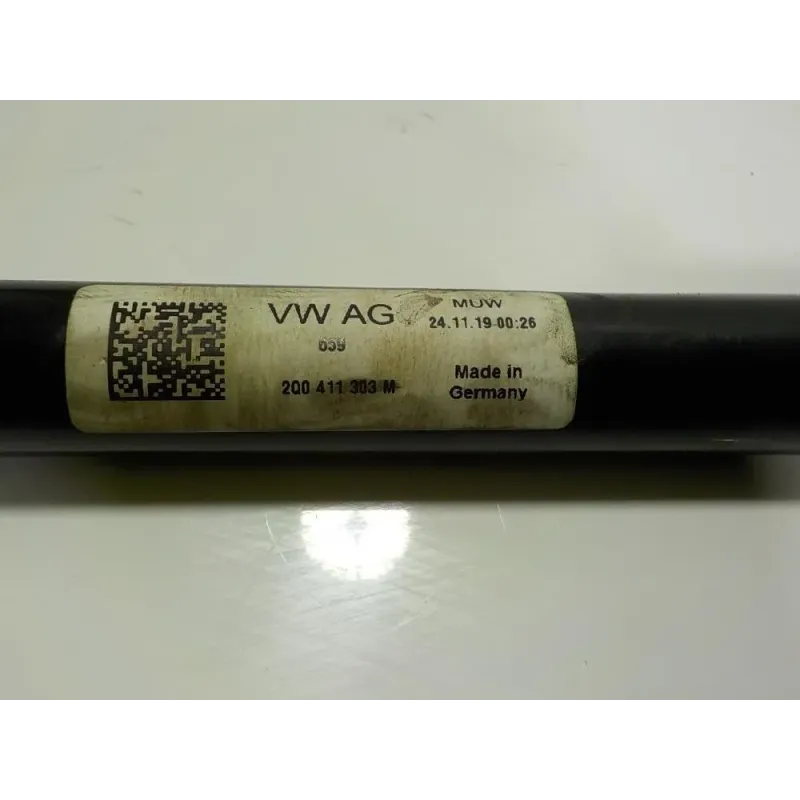 VW AG
MUW
24.11.19 00:26
659
2Q0 411 303 M
Made in
Germany